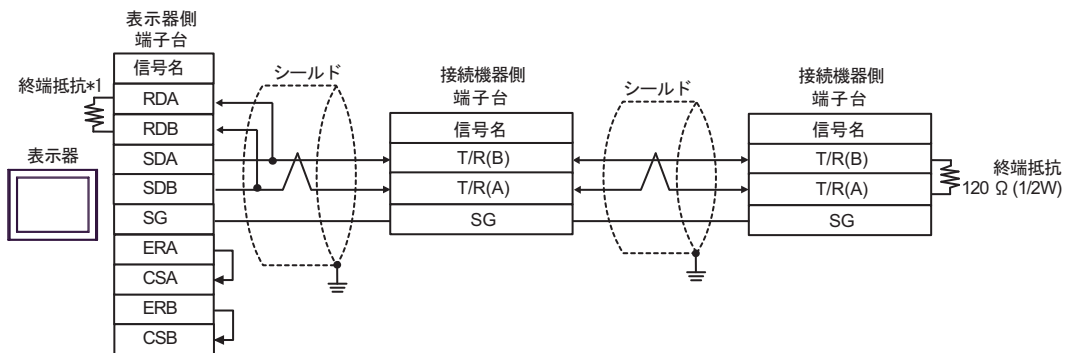 表示器側
端子台
信号名
終端抵抗*1
RDA
RDB
SDA
SDB
SG
ERA
CSA
ERB
CSB
表示器
シールド
接続機器側
端子台
信号名
T/R(B)
T/R(A)
SG
シールド
接続機器側
端子台
信号名
T/R(B)
T/R(A)
SG
終端抵抗
120 Ω (1/2W)